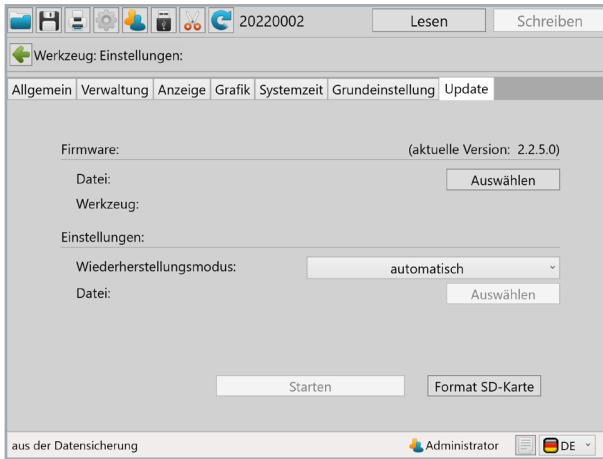 20220002 Lesen Schreiben
Werkzeug: Einstellungen:
Allgemein Verwaltung Anzeige Grafik Systemzeit Grundeinstellung Update
Firmware: (aktuelle Version: 2.2.5.0)
Datei: Auswählen
Werkzeug:
Einstellungen:
Wiederherstellungsmodus: automatisch
Datei: Auswählen
Starten Format SD-Karte
aus der Datensicherung Administrator DE